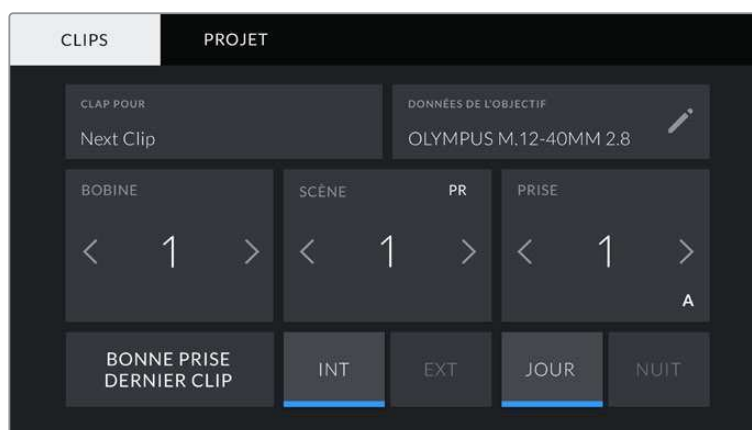 CLIPS PROJET
CLAP POUR DONNÉES DE L'OBJECTIF
Next Clip OLYMPUS M.12-40MM 2.8
BOBINE SCÈNE PR PRISE
1 1 1
A
BONNE PRISE
DERNIER CLIP INT EXT JOUR NUIT